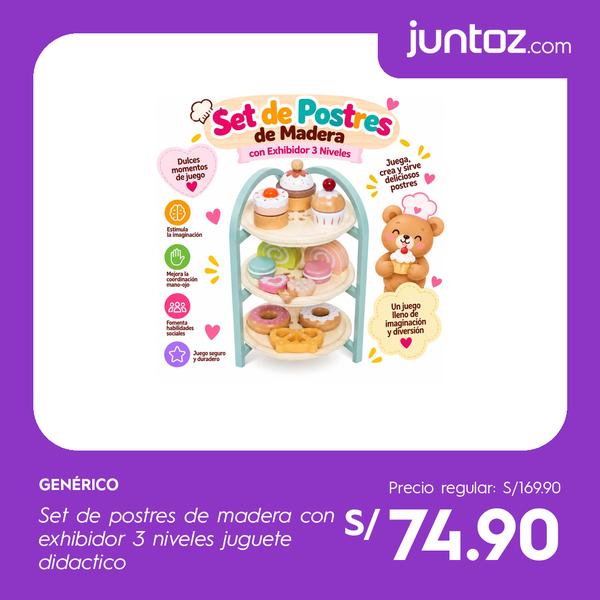 juntoz.com
Set de Postres
de Madera
con Exhibidor 3 Niveles
Dulces
momentos
de juego
Estimula
la imaginación
Mejora la
coordinación
mano-ojo
Fomenta
habilidades
sociales
Juego seguro
y duradero
Juega,
crea y sirve
deliciosos
postres
Un juego
lleno de
imaginación
y diversión
GENÉRICO
Set de postres de madera con
exhibidor 3 niveles juguete
didactico
Precio regular: S/169.90
S/74.90